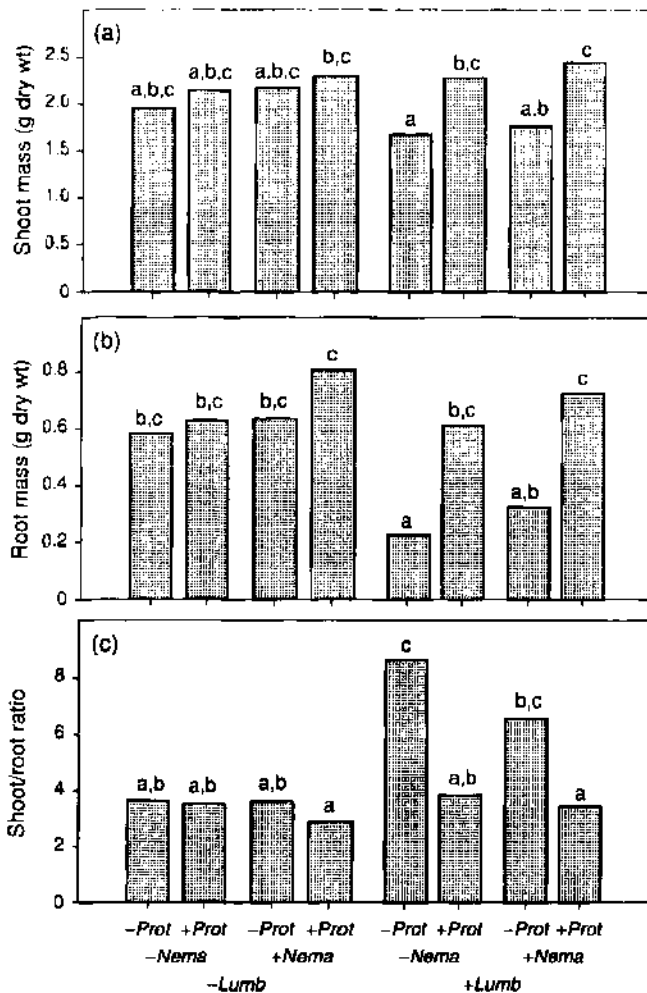 (a)
Shoot mass (g dry wt)
2.5
2.0
1.5
1.0
0.5
0
a,b,c
a,b,c
a,b,c
b,c
a
b,c
a,b
c
(b)
Root mass (g dry wt)
0.8
0.6
0.4
0.2
0
b,c
b,c
b,c
c
a
b,c
a,b
c
(c)
Shoot/root ratio
8
6
4
2
0
a,b
a,b
a,b
a
c
a,b
b,c
a
–Prot +Prot –Prot +Prot –Prot +Prot –Prot +Prot
–Nema +Nema –Nema +Nema
–Lumb +Lumb